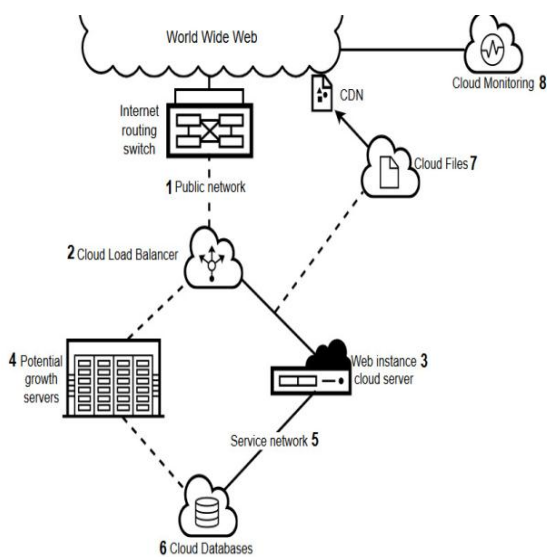 World Wide Web
Cloud Monitoring 8
CDN
Internet
routing
switch
Cloud Files 7
1 Public network
2 Cloud Load Balancer
4 Potential
growth
servers
Web instance 3
cloud server
Service network 5
6 Cloud Databases